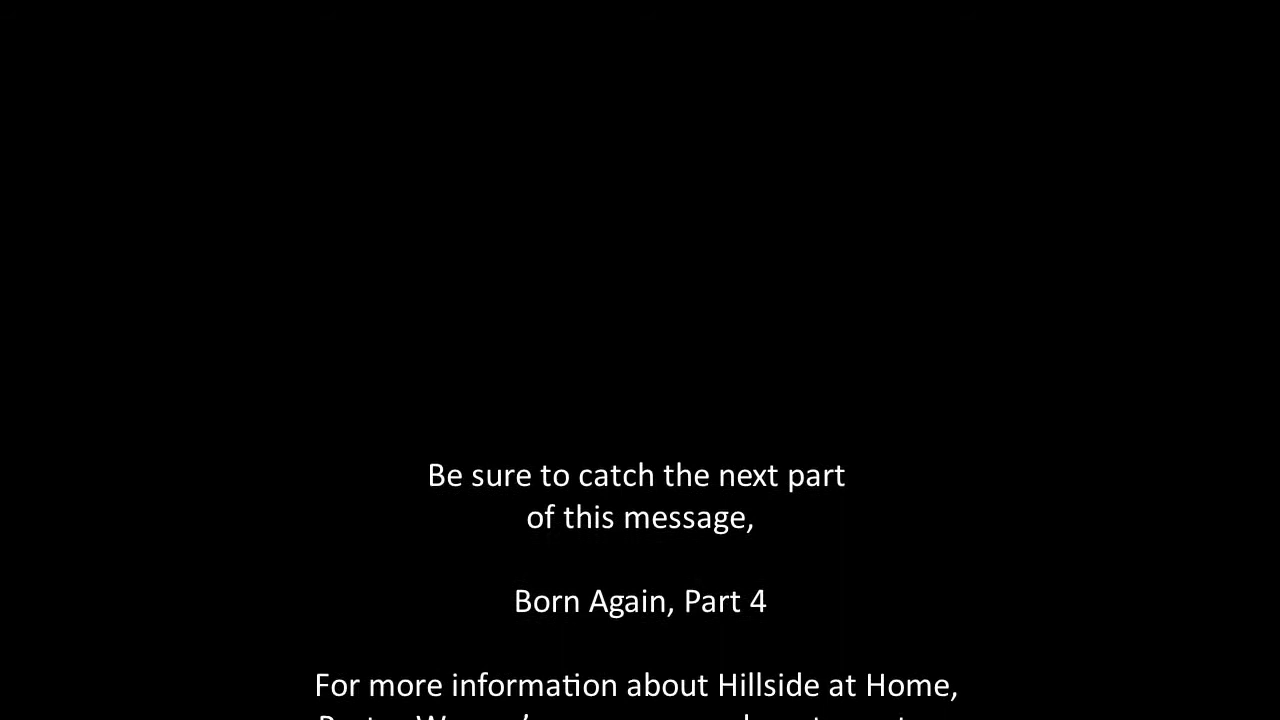 Be sure to catch the next part
of this message,
Born Again, Part 4
For more information about Hillside at Home,